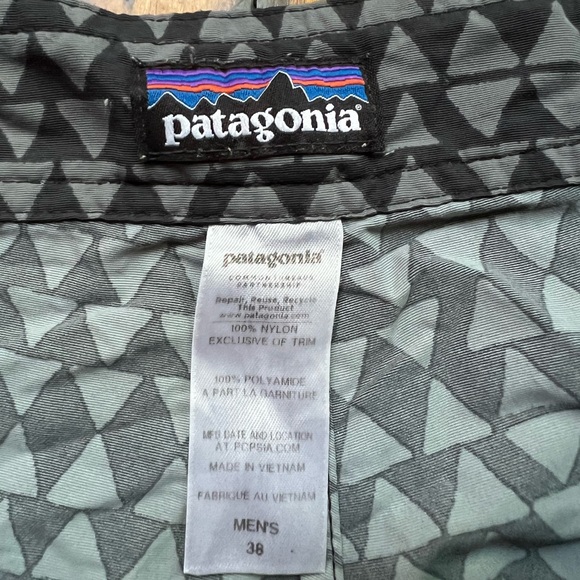 patagonia®
patagonia
COMMON THREADS
PARTNERSHIP
Repair, Reuse, Recycle
This Product
www.patagonia.com
100% NYLON
EXCLUSIVE OF TRIM
100% POLYAMIDE
A PART LA GARNITURE
MFG DATE AND LOCATION
AT PCPSIA.COM
MADE IN VIETNAM
FABRIQUE AU VIETNAM
MEN'S
38